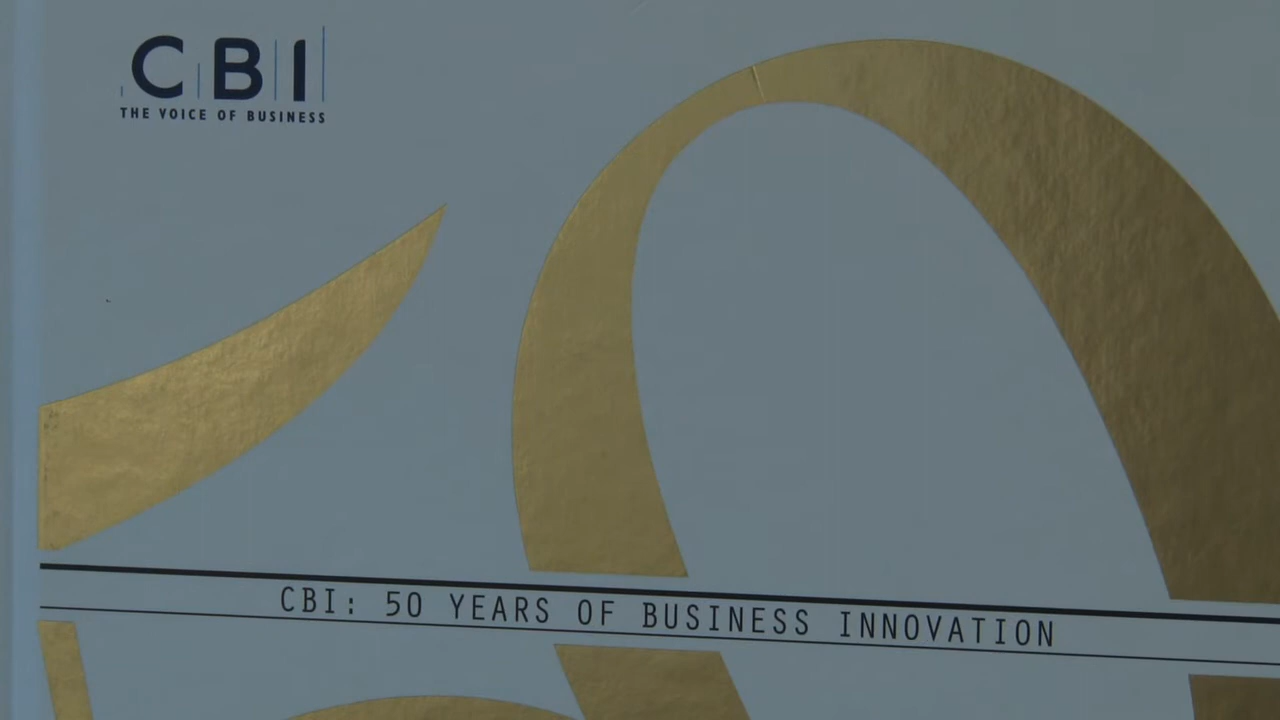 CBI
THE VOICE OF BUSINESS
CBI: 50 YEARS OF BUSINESS INNOVATION